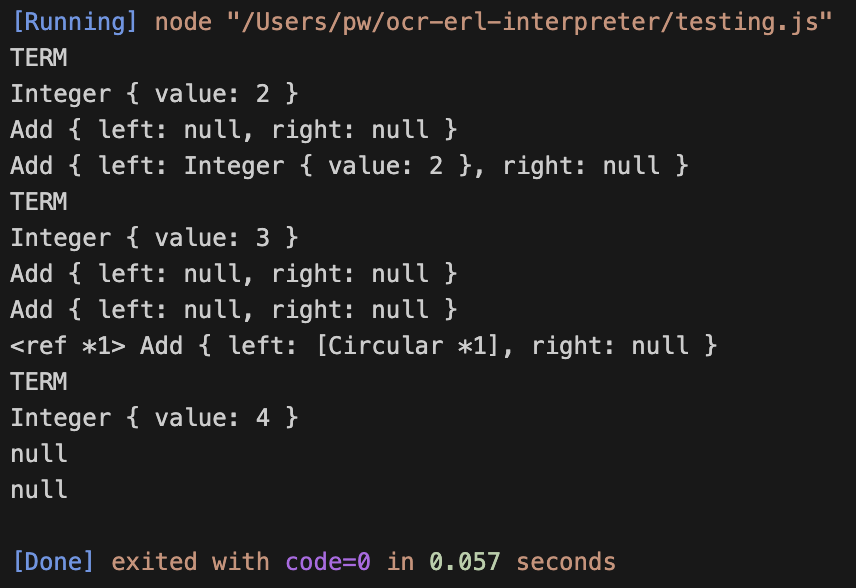 [Running] node "/Users/pw/ocr-erl-interpreter/testing.js"
TERM
Integer { value: 2 }
Add { left: null, right: null }
Add { left: Integer { value: 2 }, right: null }
TERM
Integer { value: 3 }
Add { left: null, right: null }
Add { left: null, right: null }
<ref *1> Add { left: [Circular *1], right: null }
TERM
Integer { value: 4 }
null
null
[Done] exited with code=0 in 0.057 seconds